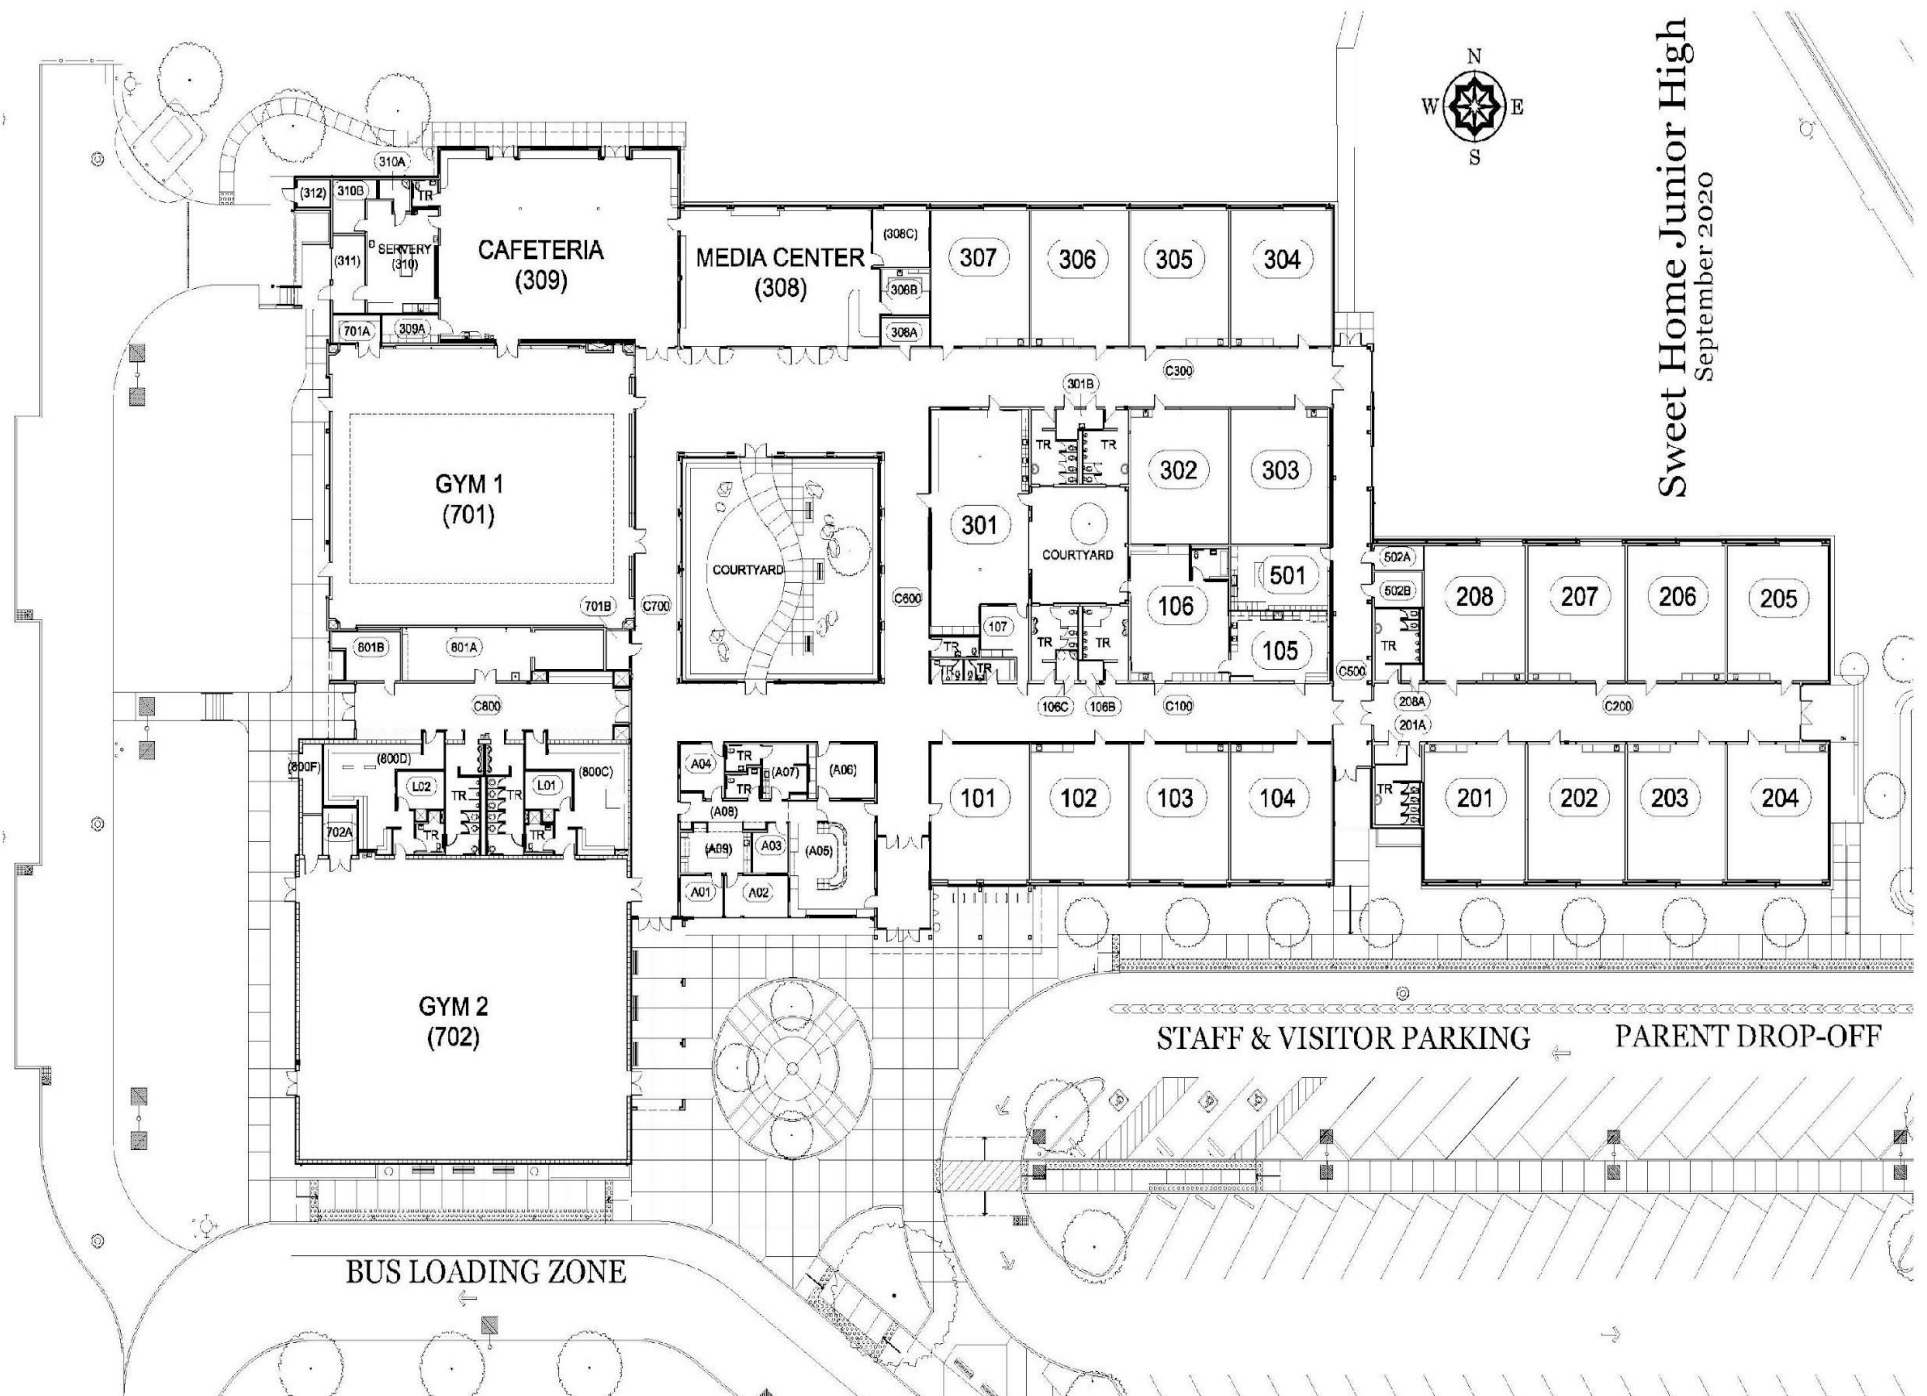 N
W E
S
Sweet Home Junior High
September 2020
310A
(312)
310B
TR
SERVERY
(310)
(311)
CAFETERIA
(309)
MEDIA CENTER
(308)
(308C)
308B
308A
307
306
305
304
701A
309A
C300
301B
TR
TR
302
303
GYM 1
(701)
301
COURTYARD
COURTYARD
C600
C700
701B
107
106
501
105
TR
TR
TR
TR
TR
502A
502B
TR
208
207
206
205
801B
801A
C800
106C
106B
C100
C500
208A
201A
C200
(800F)
(800D)
L02
TR
TR
L01
(800C)
TR
TR
702A
A04
TR
TR
(A07)
(A06)
(A08)
(A09)
A03
(A05)
A01
A02
101
102
103
104
TR
201
202
203
204
GYM 2
(702)
STAFF & VISITOR PARKING
PARENT DROP-OFF
BUS LOADING ZONE